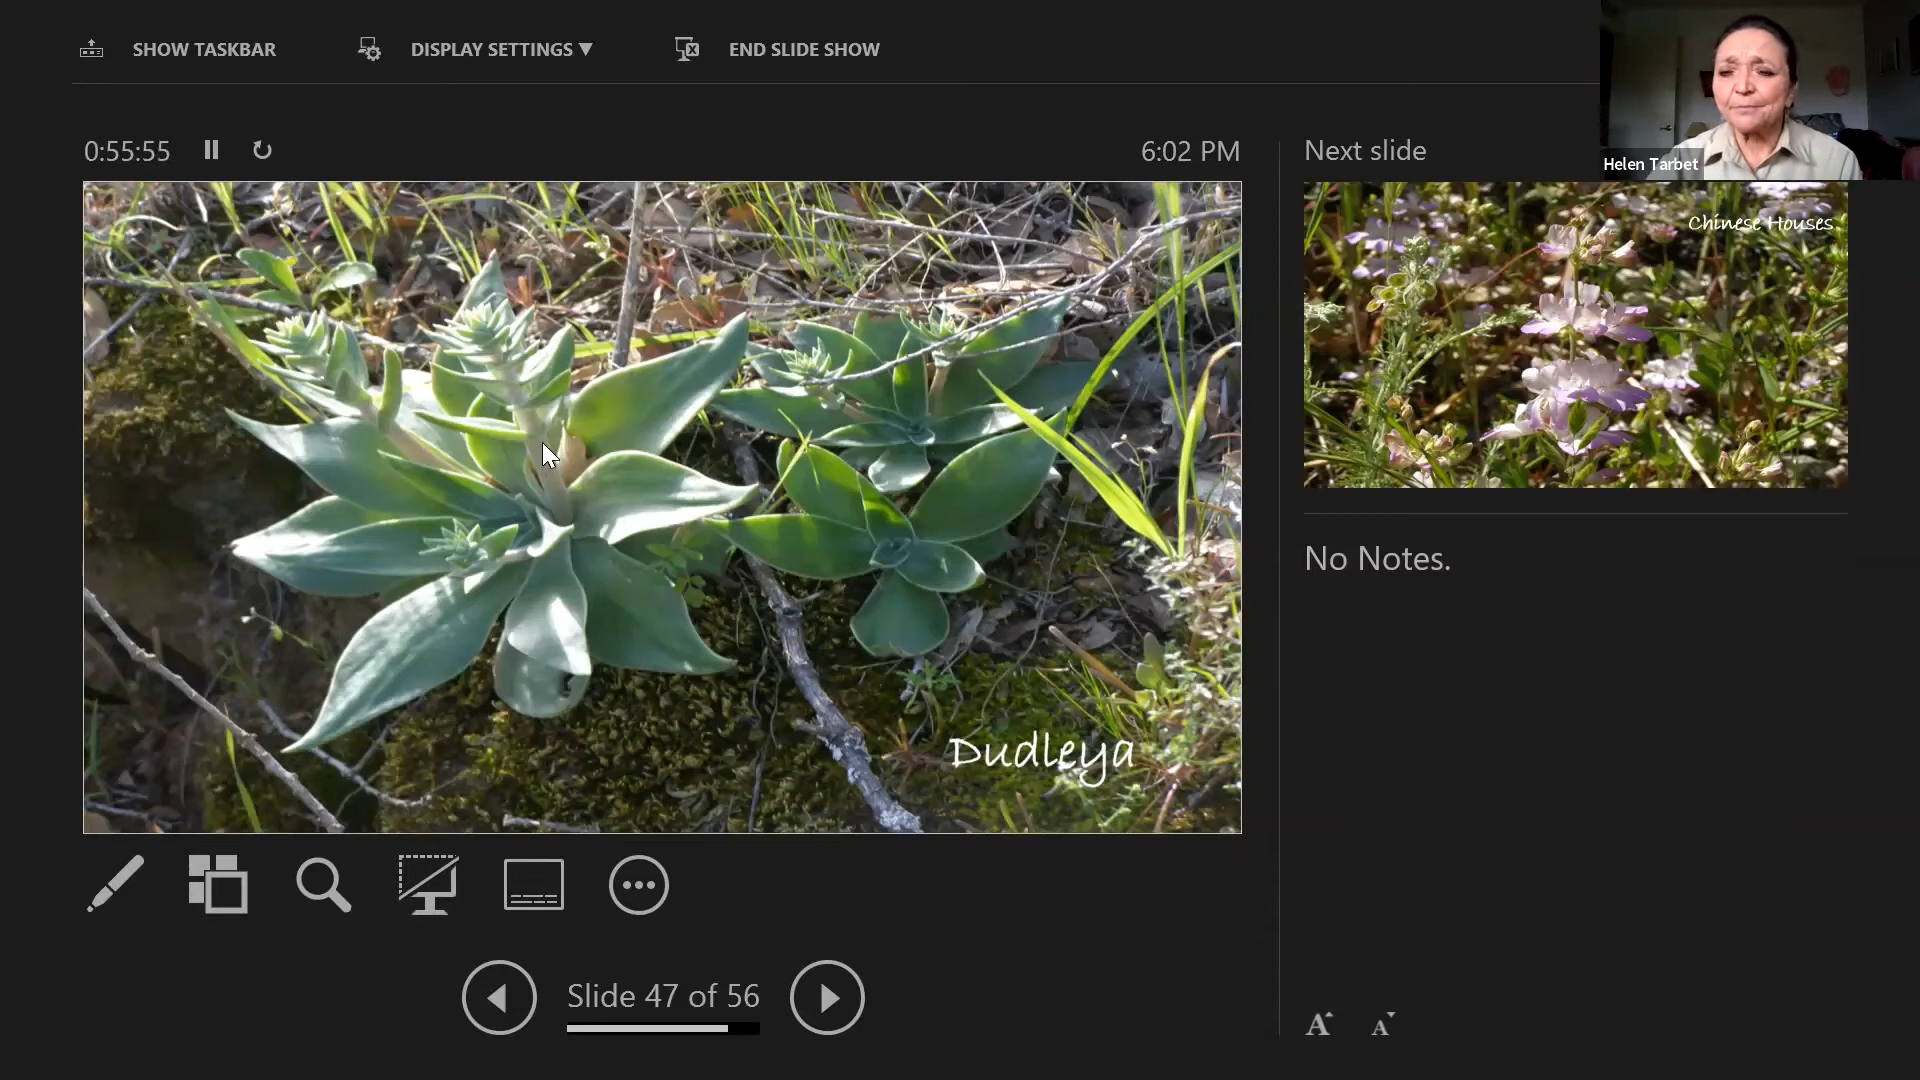 SHOW TASKBAR
DISPLAY SETTINGS ▼
END SLIDE SHOW
Helen Tarbet
0:55:55
6:02 PM
Next slide
Chinese Houses
Dudleya
No Notes.
Slide 47 of 56
A
A